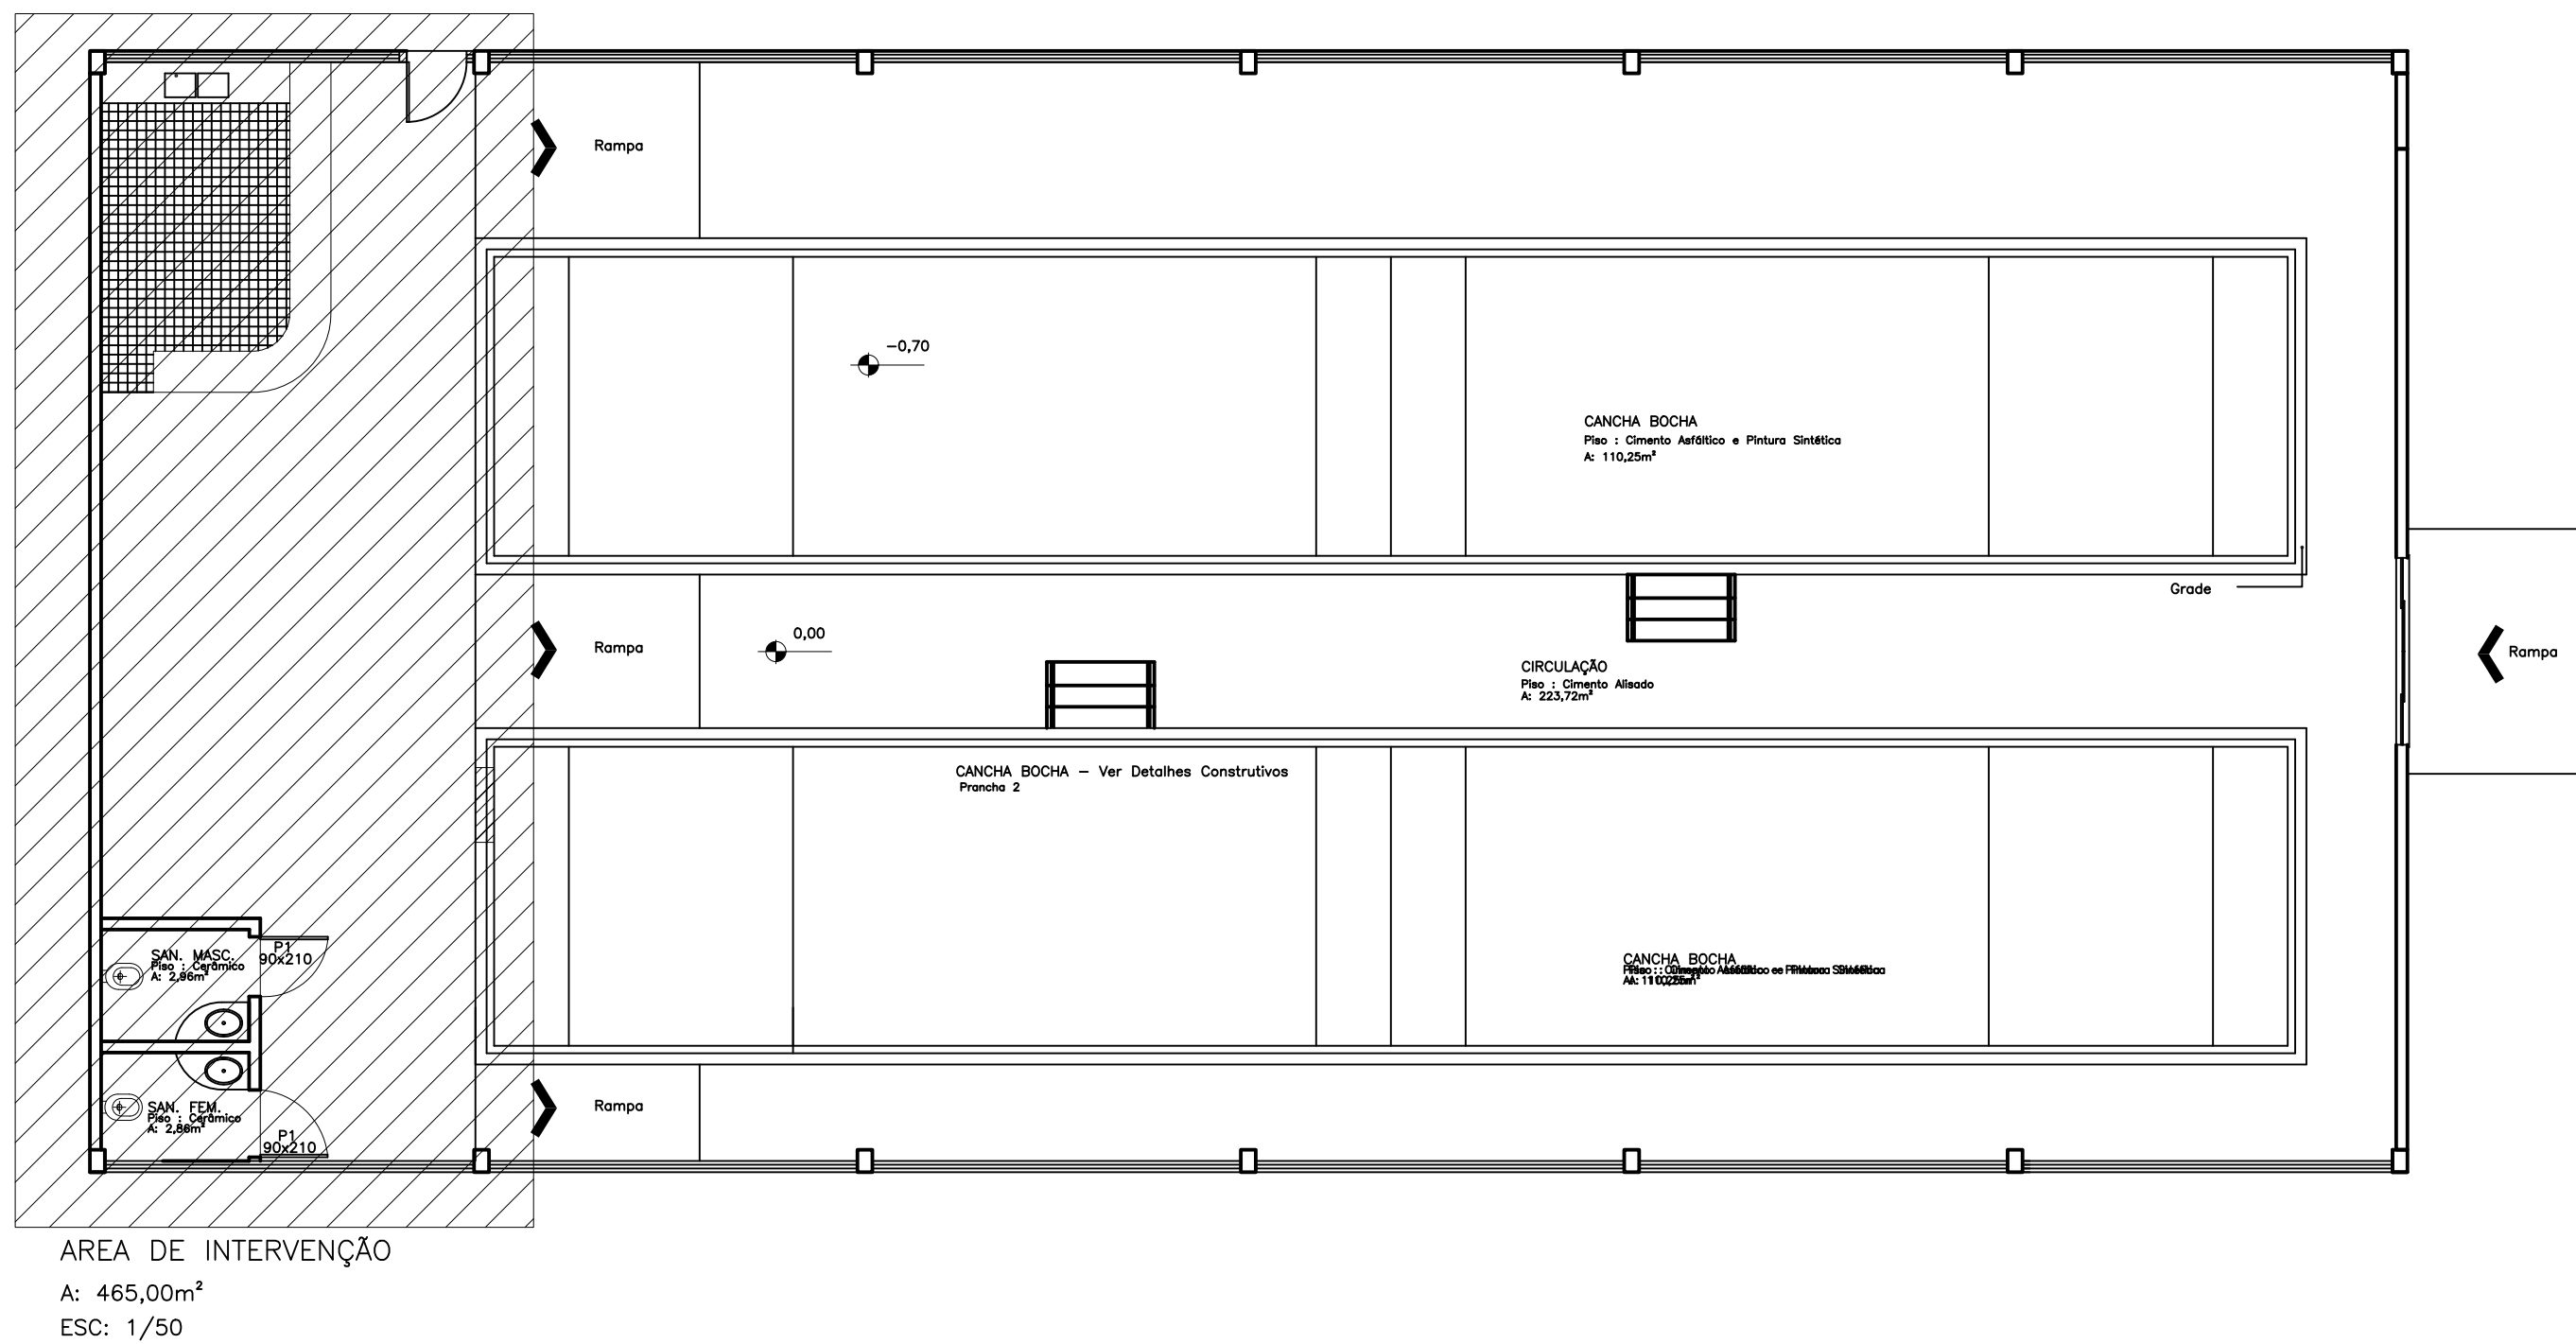 Rampa
-0,70
CANCHA BOCHA
Piso : Cimento Asfáltico e Pintura Sintética
A: 110,25m²
Grade
Rampa
0,00
Rampa
CIRCULAÇÃO
Piso : Cimento Alisado
A: 223,72m²
CANCHA BOCHA - Ver Detalhes Construtivos
Prancha 2
SAN. MASC.
Piso : Cerâmico
A: 2,96m²
P1
90x210
CANCHA BOCHA
SAN. FEM.
Piso : Cerâmico
A: 2,86m²
P1
90x210
Rampa
AREA DE INTERVENÇÃO
A: 465,00m²
ESC: 1/50